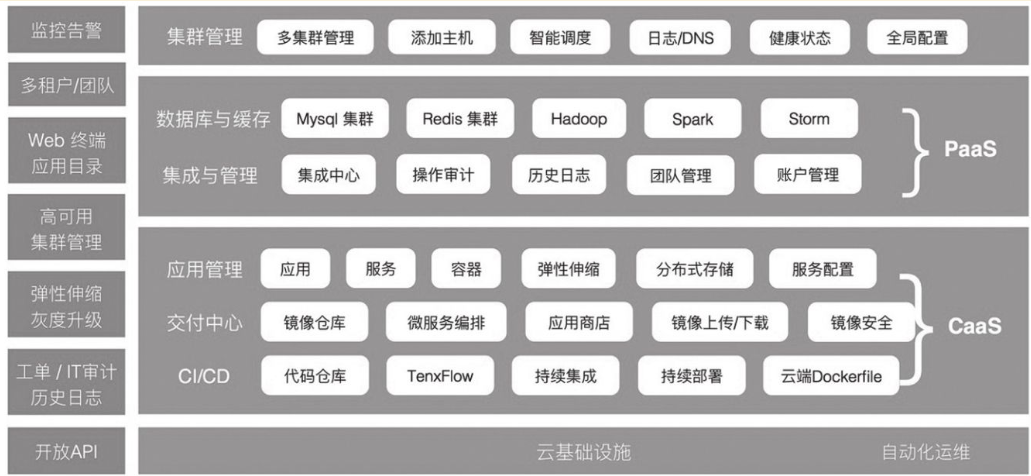 监控告警
多租户/团队
Web 终端
应用目录
高可用
集群管理
弹性伸缩
灰度升级
工单 / IT审计
历史日志
开放API
集群管理 多集群管理 添加主机 智能调度 日志/DNS 健康状态 全局配置
数据库与缓存 Mysql 集群 Redis 集群 Hadoop Spark Storm
集成与管理 集成中心 操作审计 历史日志 团队管理 账户管理
PaaS
应用管理 应用 服务 容器 弹性伸缩 分布式存储 服务配置
交付中心 镜像仓库 微服务编排 应用商店 镜像上传/下载 镜像安全
CI/CD 代码仓库 TenxFlow 持续集成 持续部署 云端Dockerfile
CaaS
云基础设施 自动化运维